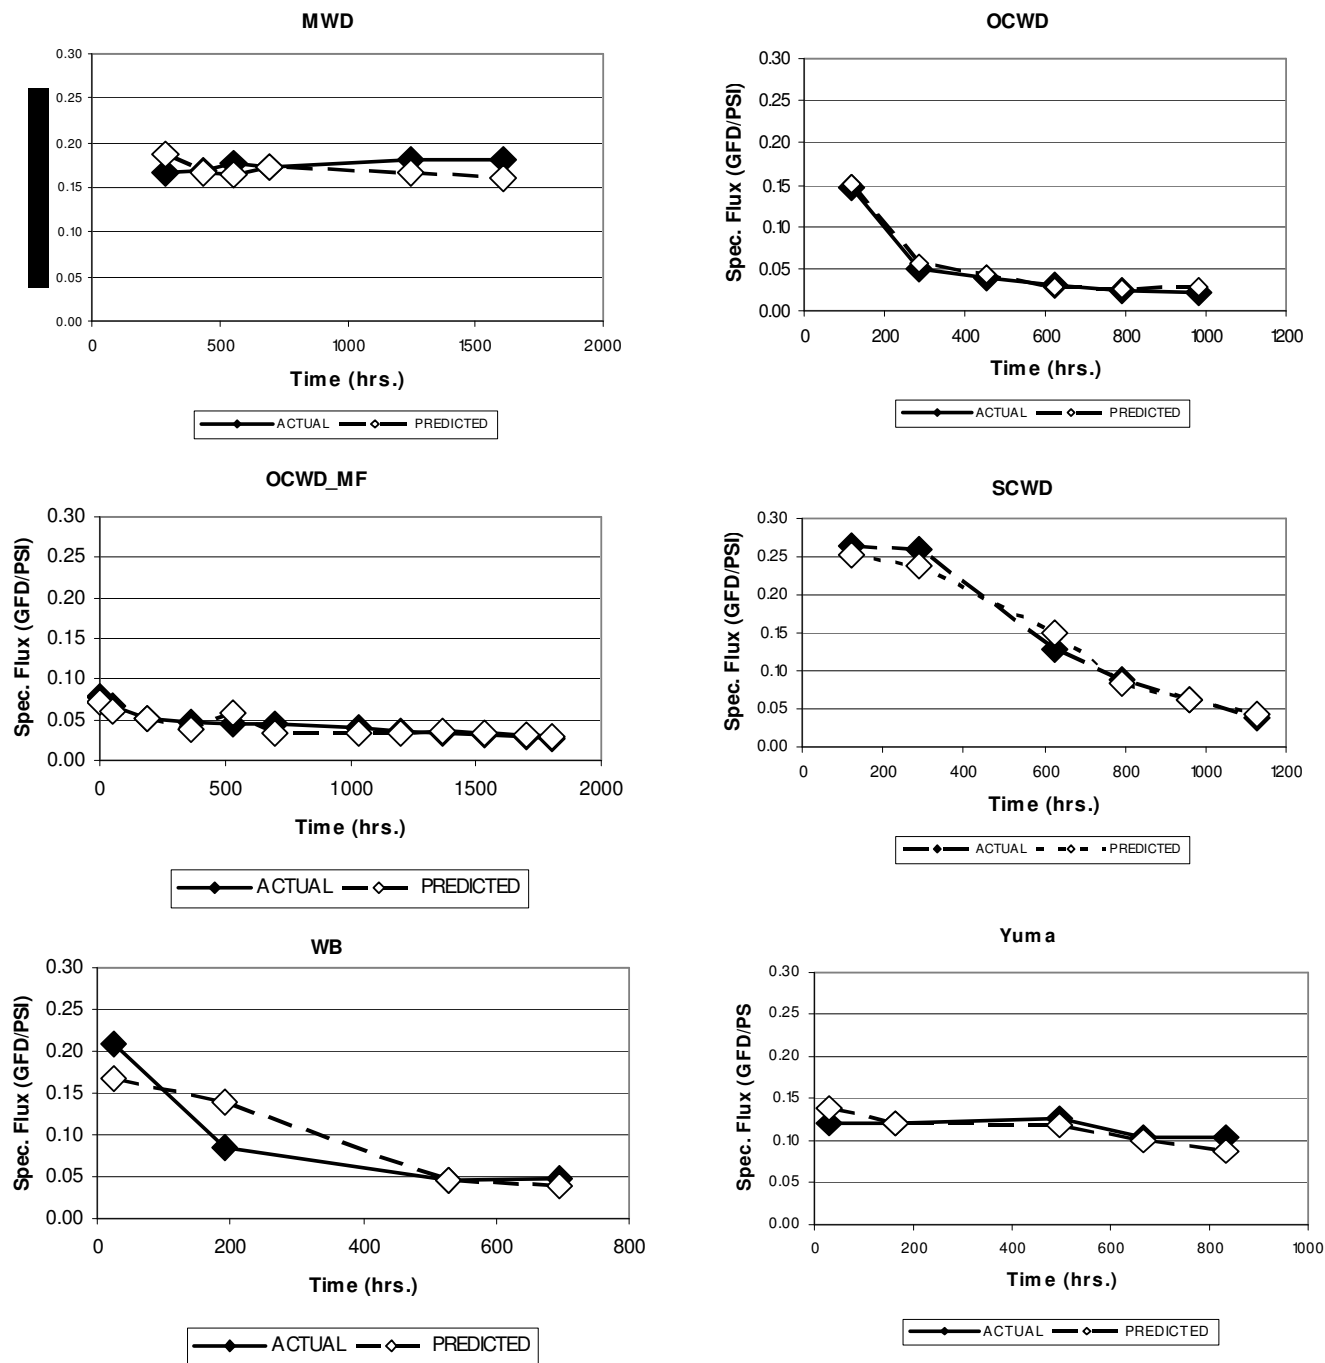 MWD
0.30
0.25
0.20
0.15
0.10
0.05
0.00
0 500 1000 1500 2000
Time (hrs.)
ACTUAL PREDICTED
OCWD
Spec. Flux (GFD/PSI)
0.30
0.25
0.20
0.15
0.10
0.05
0.00
0 200 400 600 800 1000 1200
Time (hrs.)
ACTUAL PREDICTED
OCWD_MF
Spec. Flux (GFD/PSI)
0.30
0.25
0.20
0.15
0.10
0.05
0.00
0 500 1000 1500 2000
Time (hrs.)
ACTUAL PREDICTED
SCWD
Spec. Flux (GFD/PSI)
0.30
0.25
0.20
0.15
0.10
0.05
0.00
0 200 400 600 800 1000 1200
Time (hrs.)
ACTUAL PREDICTED
WB
Spec. Flux (GFD/PSI)
0.30
0.25
0.20
0.15
0.10
0.05
0.00
0 200 400 600 800
Time (hrs.)
ACTUAL PREDICTED
Yuma
Spec. Flux (GFD/PS
0.30
0.25
0.20
0.15
0.10
0.05
0.00
0 200 400 600 800 1000
Time (hrs.)
ACTUAL PREDICTED